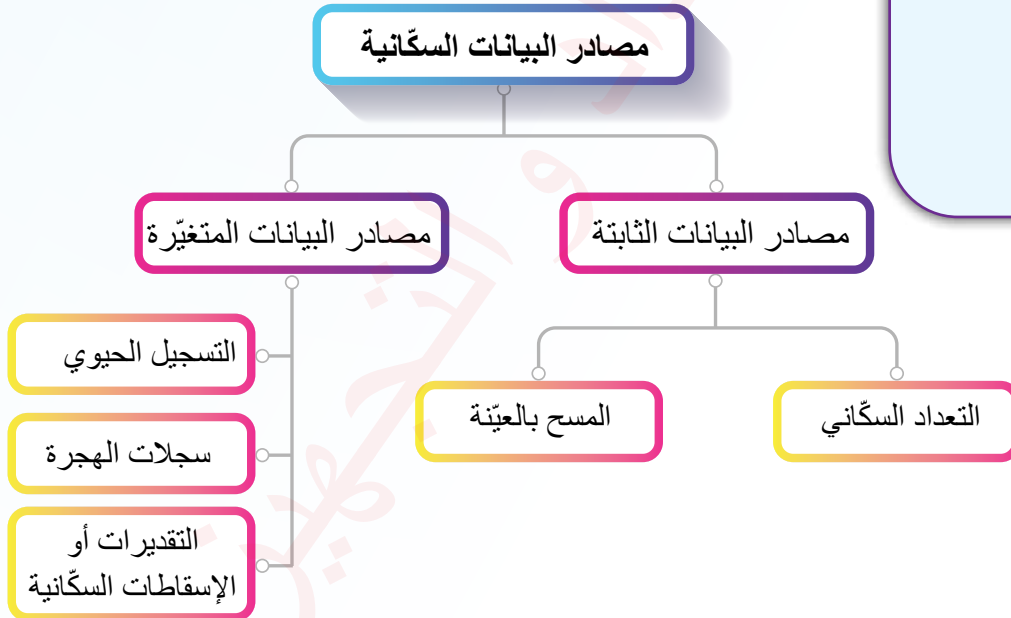 مصادر البيانات السكّانية
مصادر البيانات الثابتة
مصادر البيانات المتغيّرة
التعداد السكّاني
المسح بالعيّنة
التسجيل الحيوي
سجلات الهجرة
التقديرات أو
الإسقاطات السكّانية